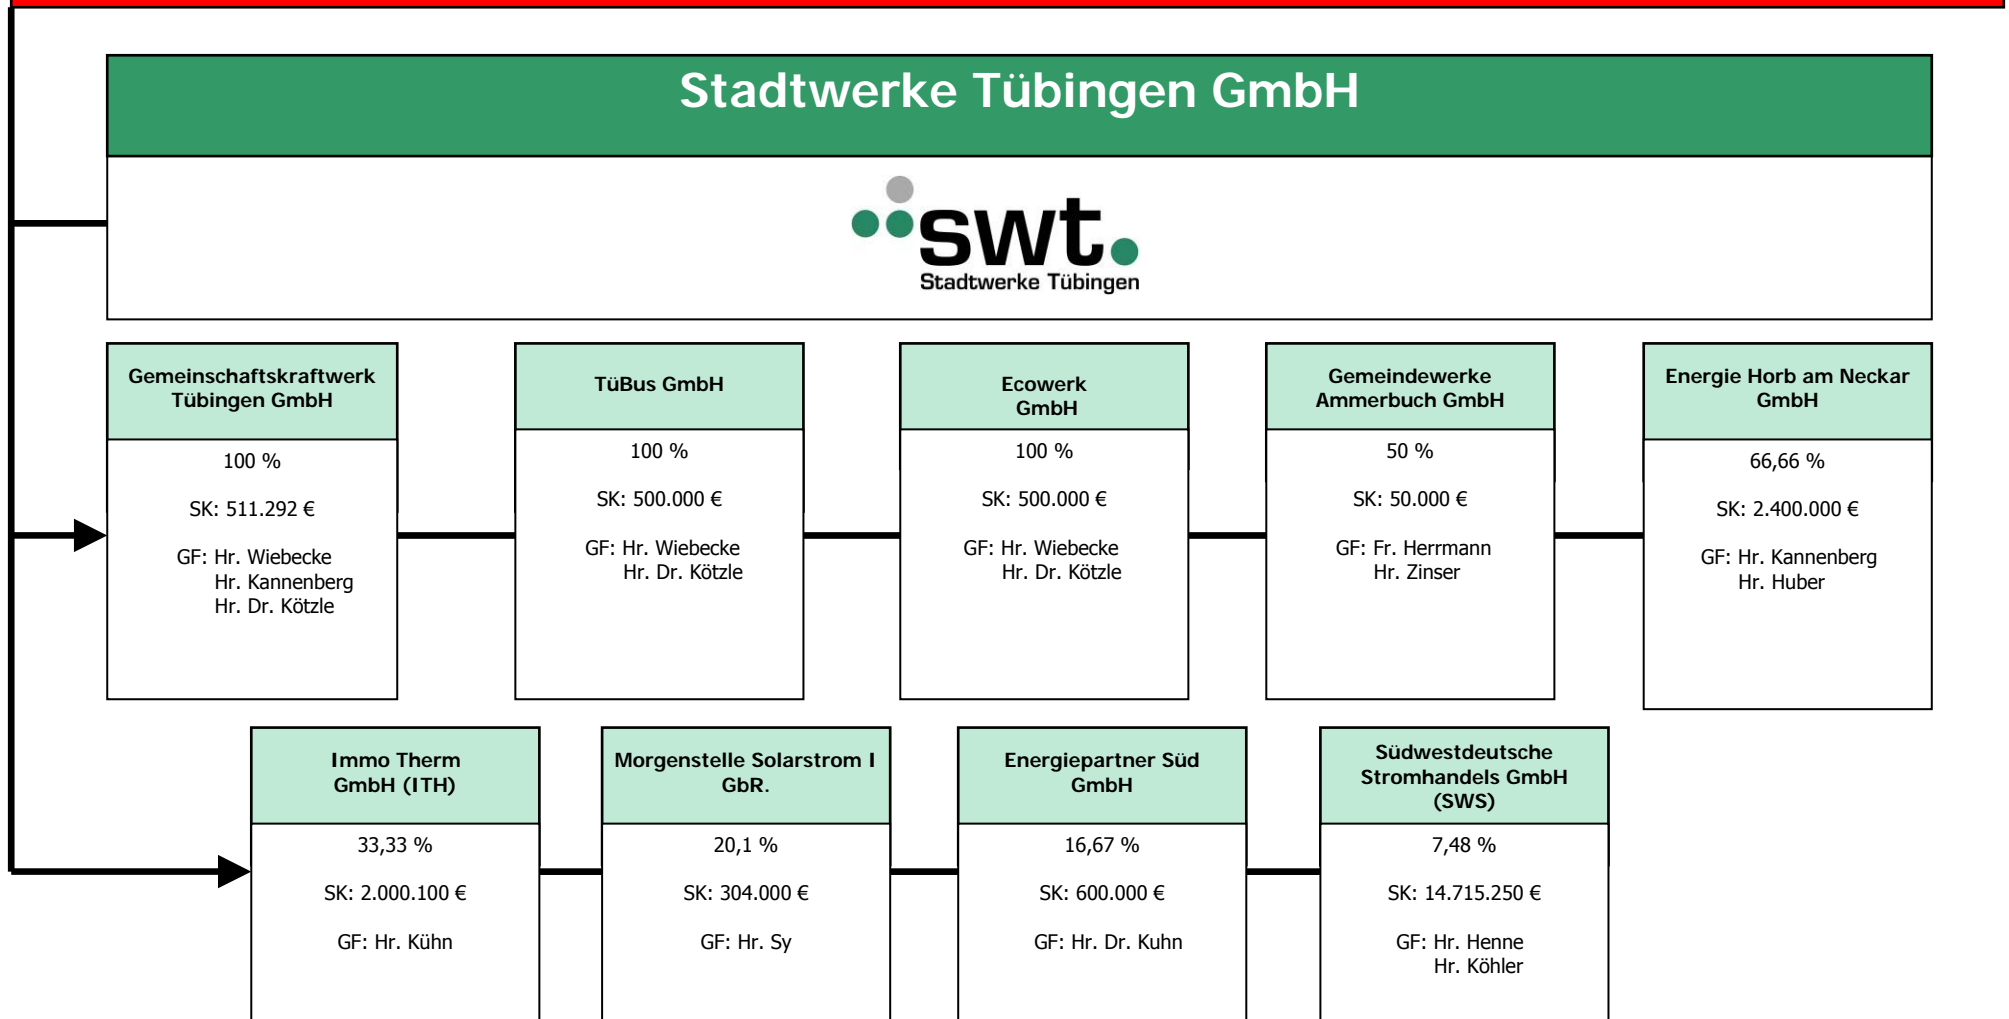 Stadtwerke Tübingen GmbH
swt.
Stadtwerke Tübingen
Gemeinschaftskraftwerk
Tübingen GmbH
100 %
SK: 511.292 €
GF: Hr. Wiebecke
Hr. Kannenberg
Hr. Dr. Kötzle
TüBus GmbH
100 %
SK: 500.000 €
GF: Hr. Wiebecke
Hr. Dr. Kötzle
Ecowerk
GmbH
100 %
SK: 500.000 €
GF: Hr. Wiebecke
Hr. Dr. Kötzle
Gemeindewerke
Ammerbuch GmbH
50 %
SK: 50.000 €
GF: Fr. Herrmann
Hr. Zinser
Energie Horb am Neckar
GmbH
66,66 %
SK: 2.400.000 €
GF: Hr. Kannenberg
Hr. Huber
Immo Therm
GmbH (ITH)
33,33 %
SK: 2.000.100 €
GF: Hr. Kühn
Morgenstelle Solarstrom I
GbR.
20,1 %
SK: 304.000 €
GF: Hr. Sy
Energiepartner Süd
GmbH
16,67 %
SK: 600.000 €
GF: Hr. Dr. Kuhn
Südwestdeutsche
Stromhandels GmbH
(SWS)
7,48 %
SK: 14.715.250 €
GF: Hr. Henne
Hr. Köhler